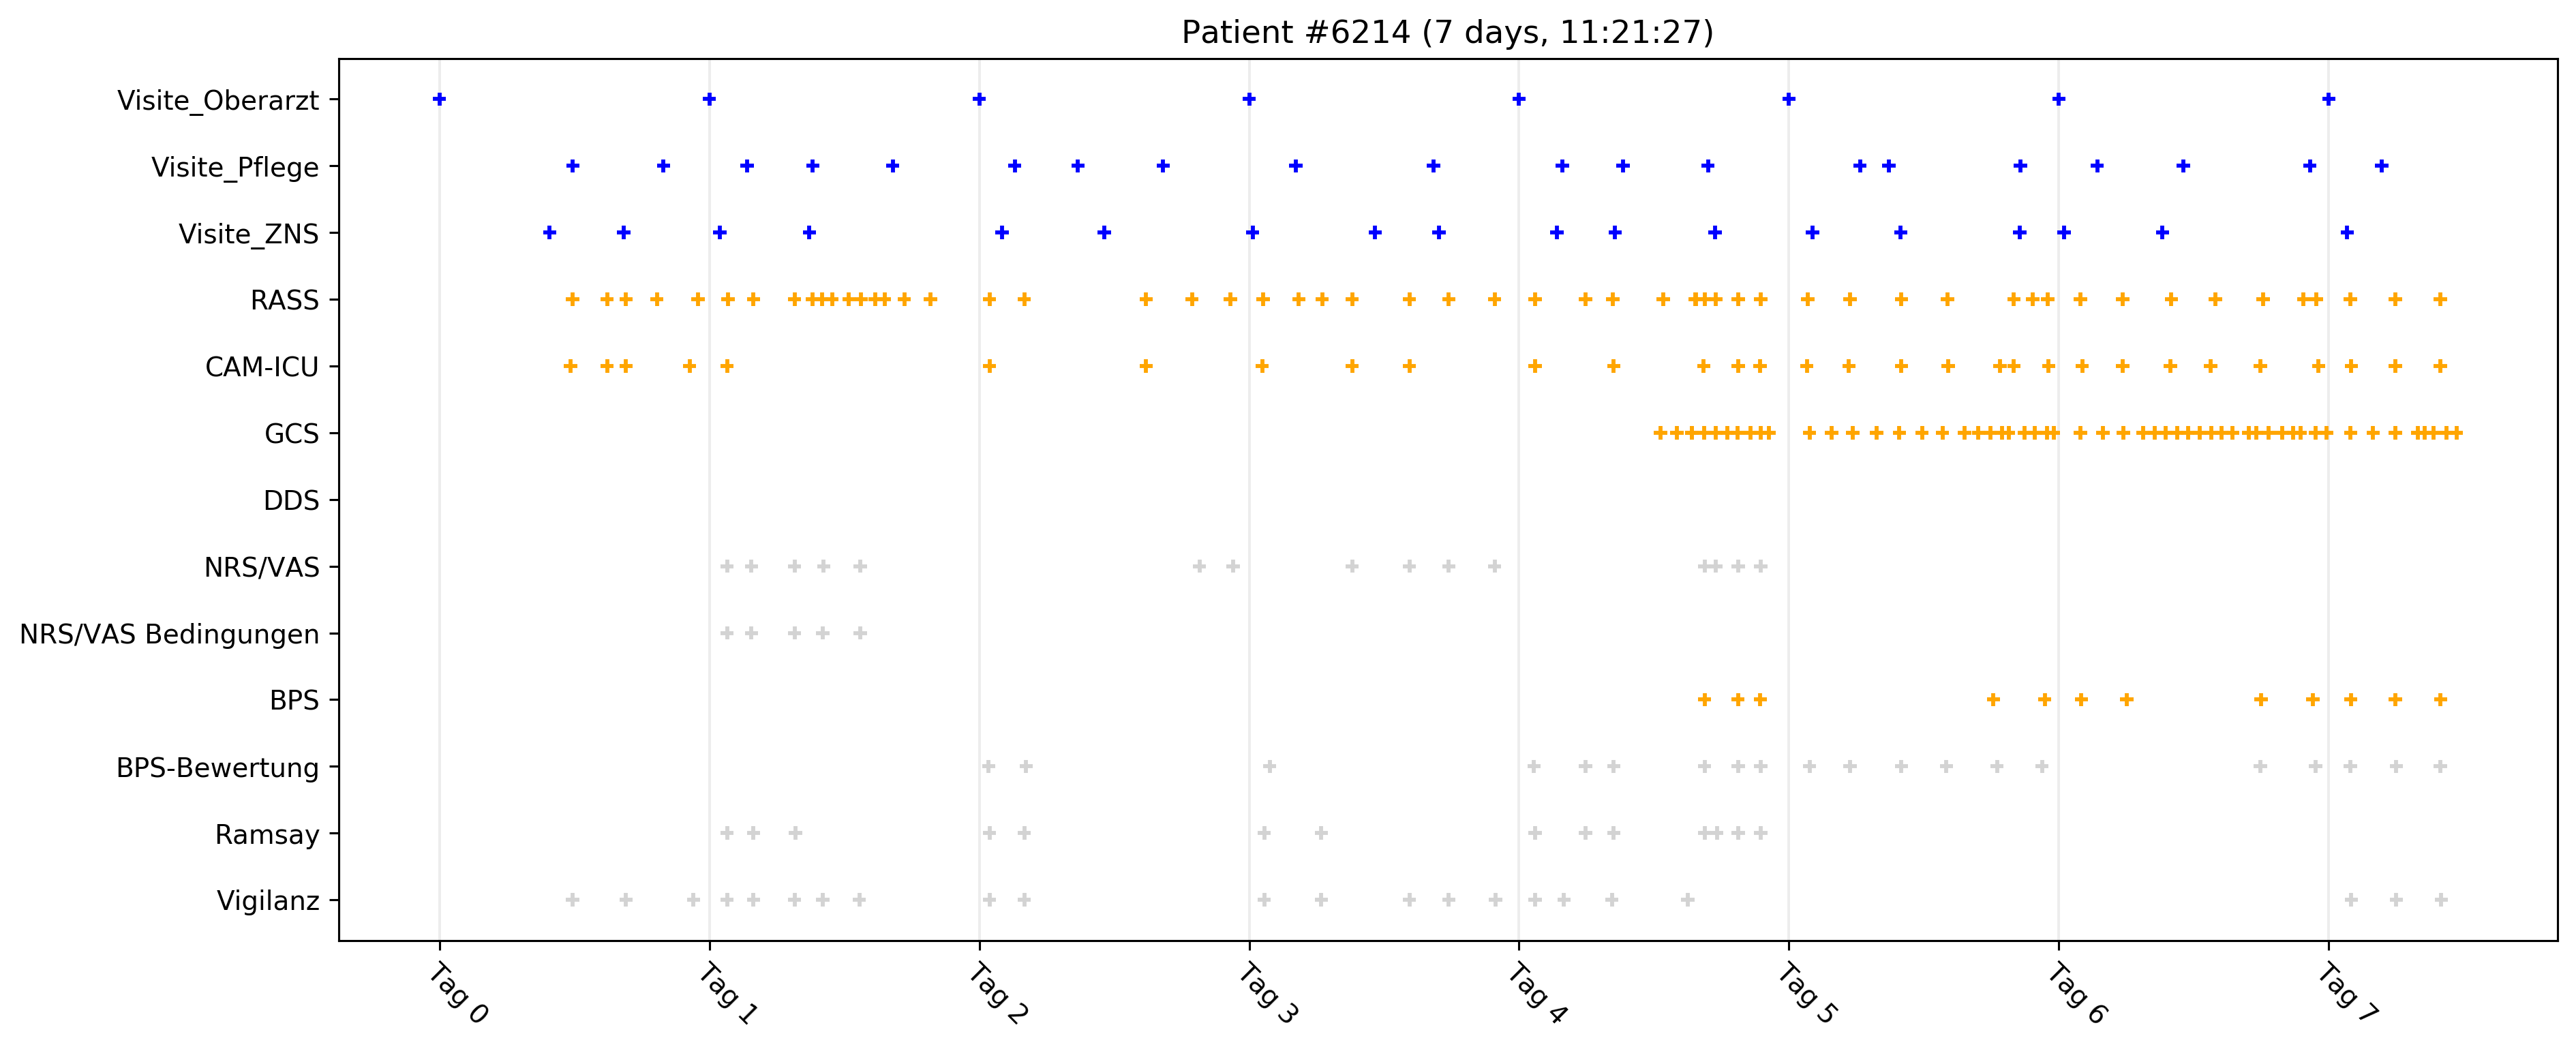 Patient #6214 (7 days, 11:21:27)
Visite_Oberarzt
Visite_Pflege
Visite_ZNS
RASS
CAM-ICU
GCS
DDS
NRS/VAS
NRS/VAS Bedingungen
BPS
BPS-Bewertung
Ramsay
Vigilanz
Tag 0
Tag 1
Tag 2
Tag 3
Tag 4
Tag 5
Tag 6
Tag 7